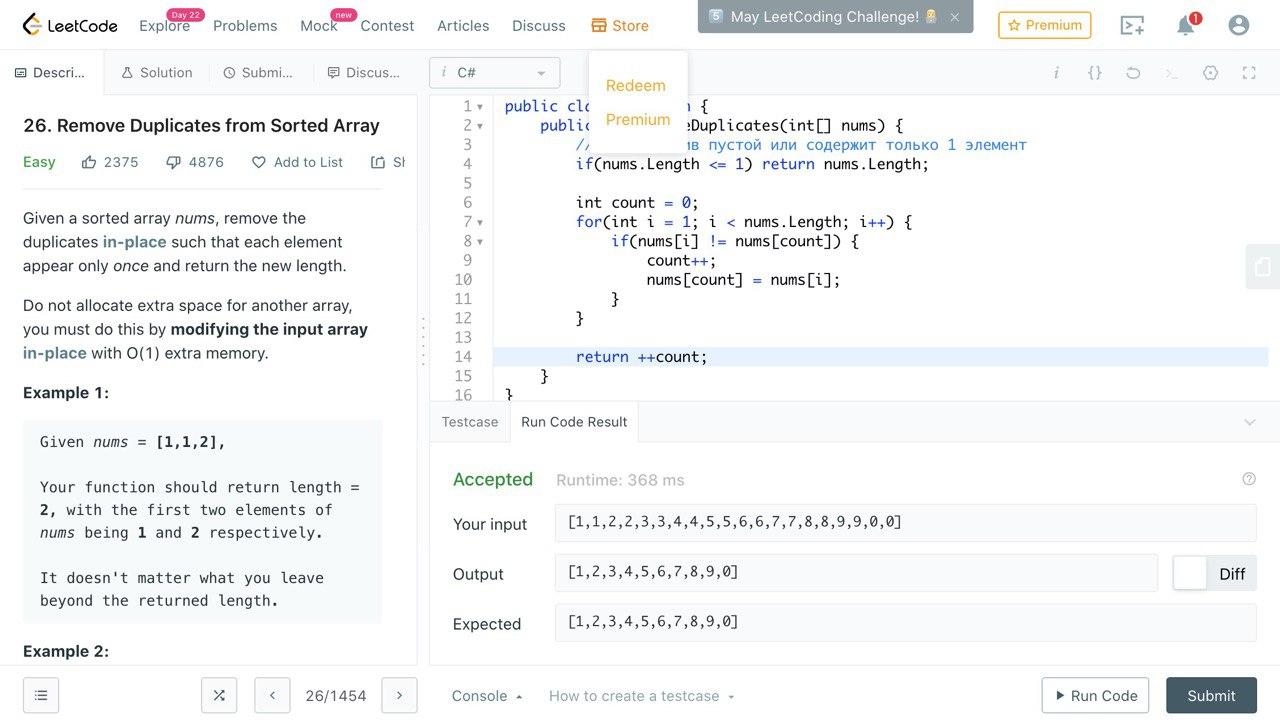 LeetCode
Explore
Day 22
Problems
Mock
new
Contest
Articles
Discuss
Store
May LeetCoding Challenge!
Premium
1
Redeem
Premium
Descri...
Solution
Submi...
Discus...
i C#
26. Remove Duplicates from Sorted Array
Easy 2375 4876 Add to List
Given a sorted array nums, remove the
duplicates in-place such that each element
appear only once and return the new length.
Do not allocate extra space for another array,
you must do this by modifying the input array
in-place with O(1) extra memory.
Example 1:
Given nums = [1,1,2],
Your function should return length =
2, with the first two elements of
nums being 1 and 2 respectively.
It doesn't matter what you leave
beyond the returned length.
Example 2:
26/1454
1 public {
2 eDuplicates(int[] nums) {
3 // пустой или содержит только 1 элемент
4 if(nums.Length <= 1) return nums.Length;
5
6 int count = 0;
7 for(int i = 1; i < nums.Length; i++) {
8 if(nums[i] != nums[count]) {
9 count++;
10 nums[count] = nums[i];
11 }
12 }
13
14 return ++count;
15 }
16 }
Testcase
Run Code Result
Accepted Runtime: 368 ms
Your input [1,1,2,2,3,3,4,4,5,5,6,6,7,7,8,8,9,9,0,0]
Output [1,2,3,4,5,6,7,8,9,0] Diff
Expected [1,2,3,4,5,6,7,8,9,0]
Console How to create a testcase
Run Code
Submit